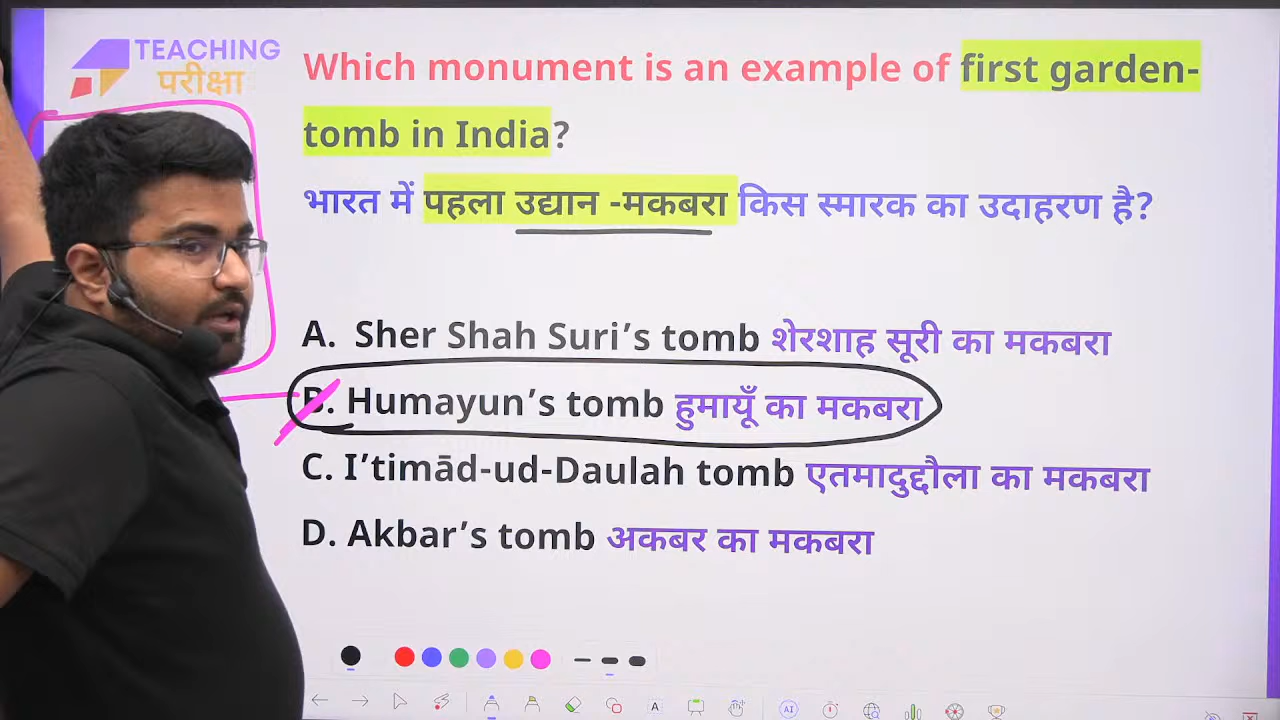 TEACHING
परीक्षा
Which monument is an example of first garden-
tomb in India?
भारत में पहला उद्यान -मकबरा किस स्मारक का उदाहरण है?
A. Sher Shah Suri’s tomb शेरशाह सूरी का मकबरा
B. Humayun’s tomb हुमायूँ का मकबरा
C. I’timād-ud-Daulah tomb एतमादुद्दौला का मकबरा
D. Akbar’s tomb अकबर का मकबरा
A
AI